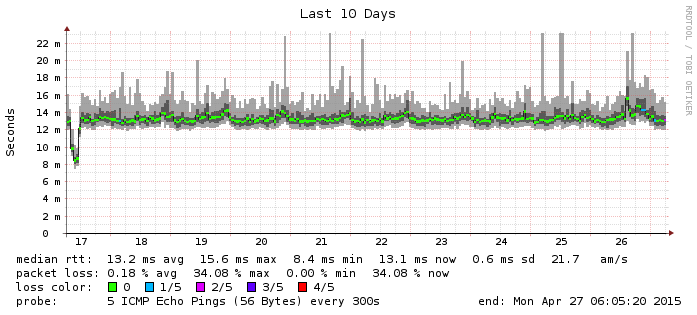 Last 10 Days
RRDTOOL / TOBI OETIKER
Seconds
22 m
20 m
18 m
16 m
14 m
12 m
10 m
8 m
6 m
4 m
2 m
0
17 18 19 20 21 22 23 24 25 26
median rtt: 13.2 ms avg 15.6 ms max 8.4 ms min 13.1 ms now 0.6 ms sd 21.7 am/s
packet loss: 0.18 % avg 34.08 % max 0.00 % min 34.08 % now
loss color: 0 1/5 2/5 3/5 4/5
probe: 5 ICMP Echo Pings (56 Bytes) every 300s end: Mon Apr 27 06:05:20 2015